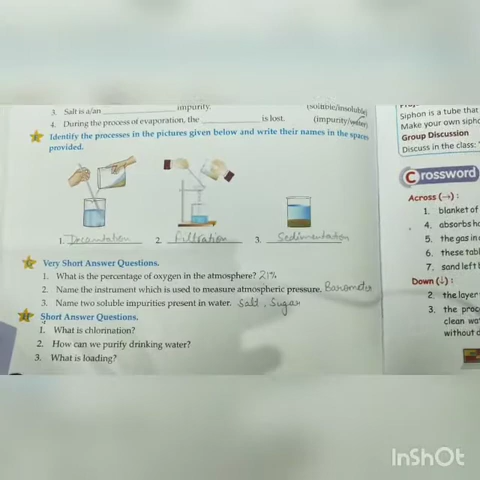 3. Salt is a/an ______ impurity. (soluble/insoluble)
4. During the process of evaporation, the ______ is lost. (impurity/water)
Identify the processes in the pictures given below and write their names in the spaces
provided.
1. Decantation 2. Filtration 3. Sedimentation
Very Short Answer Questions.
1. What is the percentage of oxygen in the atmosphere? 21%
2. Name the instrument which is used to measure atmospheric pressure. Barometer
3. Name two soluble impurities present in water. Salt, Sugar
Short Answer Questions.
1. What is chlorination?
2. How can we purify drinking water?
3. What is loading?
Siphon is a tube that
Make your own siph
Group Discussion
Discuss in the class:
Crossword
Across (→) :
1. blanket of
4. absorbs ha
5. the gas in
6. these tabl
7. sand left b
Down (↓) :
2. the layer
3. the proc
clean wa
without d
InShOt